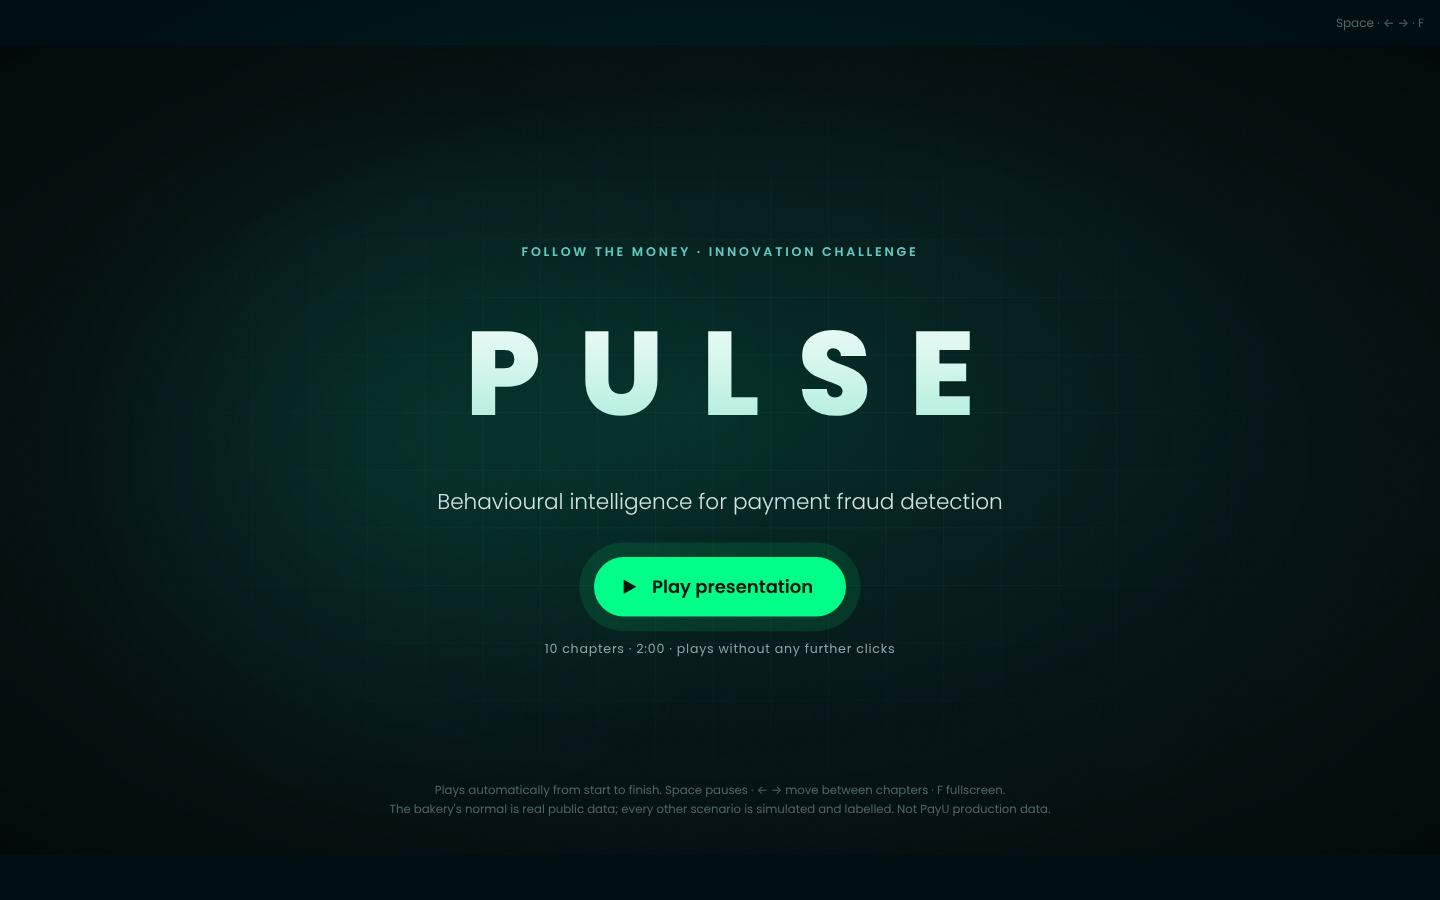 Space · ← → · F
FOLLOW THE MONEY · INNOVATION CHALLENGE
PULSE
Behavioural intelligence for payment fraud detection
▶ Play presentation
10 chapters · 2:00 · plays without any further clicks
Plays automatically from start to finish. Space pauses · ← → move between chapters · F fullscreen.
The bakery's normal is real public data; every other scenario is simulated and labelled. Not PayU production data.